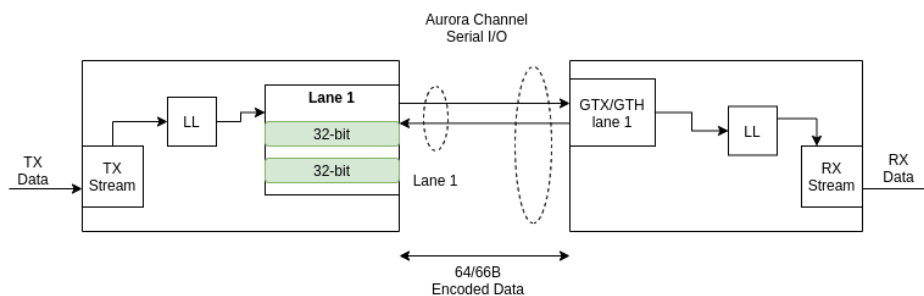 Aurora Channel
Serial I/O
Lane 1
32-bit
32-bit
LL
TX
Data
TX
Stream
Lane 1
GTX/GTH
lane 1
LL
RX
Stream
RX
Data
64/66B
Encoded Data